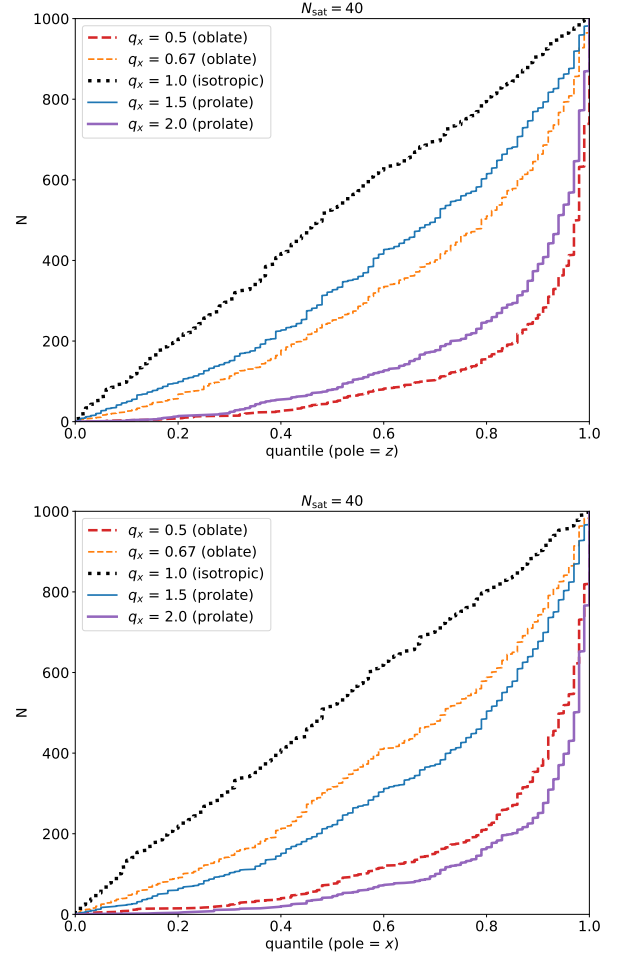 N_sat = 40
1000
800
600
400
200
0
N
q_x = 0.5 (oblate)
q_x = 0.67 (oblate)
q_x = 1.0 (isotropic)
q_x = 1.5 (prolate)
q_x = 2.0 (prolate)
0.0 0.2 0.4 0.6 0.8 1.0
quantile (pole = z)
N_sat = 40
1000
800
600
400
200
0
N
q_x = 0.5 (oblate)
q_x = 0.67 (oblate)
q_x = 1.0 (isotropic)
q_x = 1.5 (prolate)
q_x = 2.0 (prolate)
0.0 0.2 0.4 0.6 0.8 1.0
quantile (pole = x)